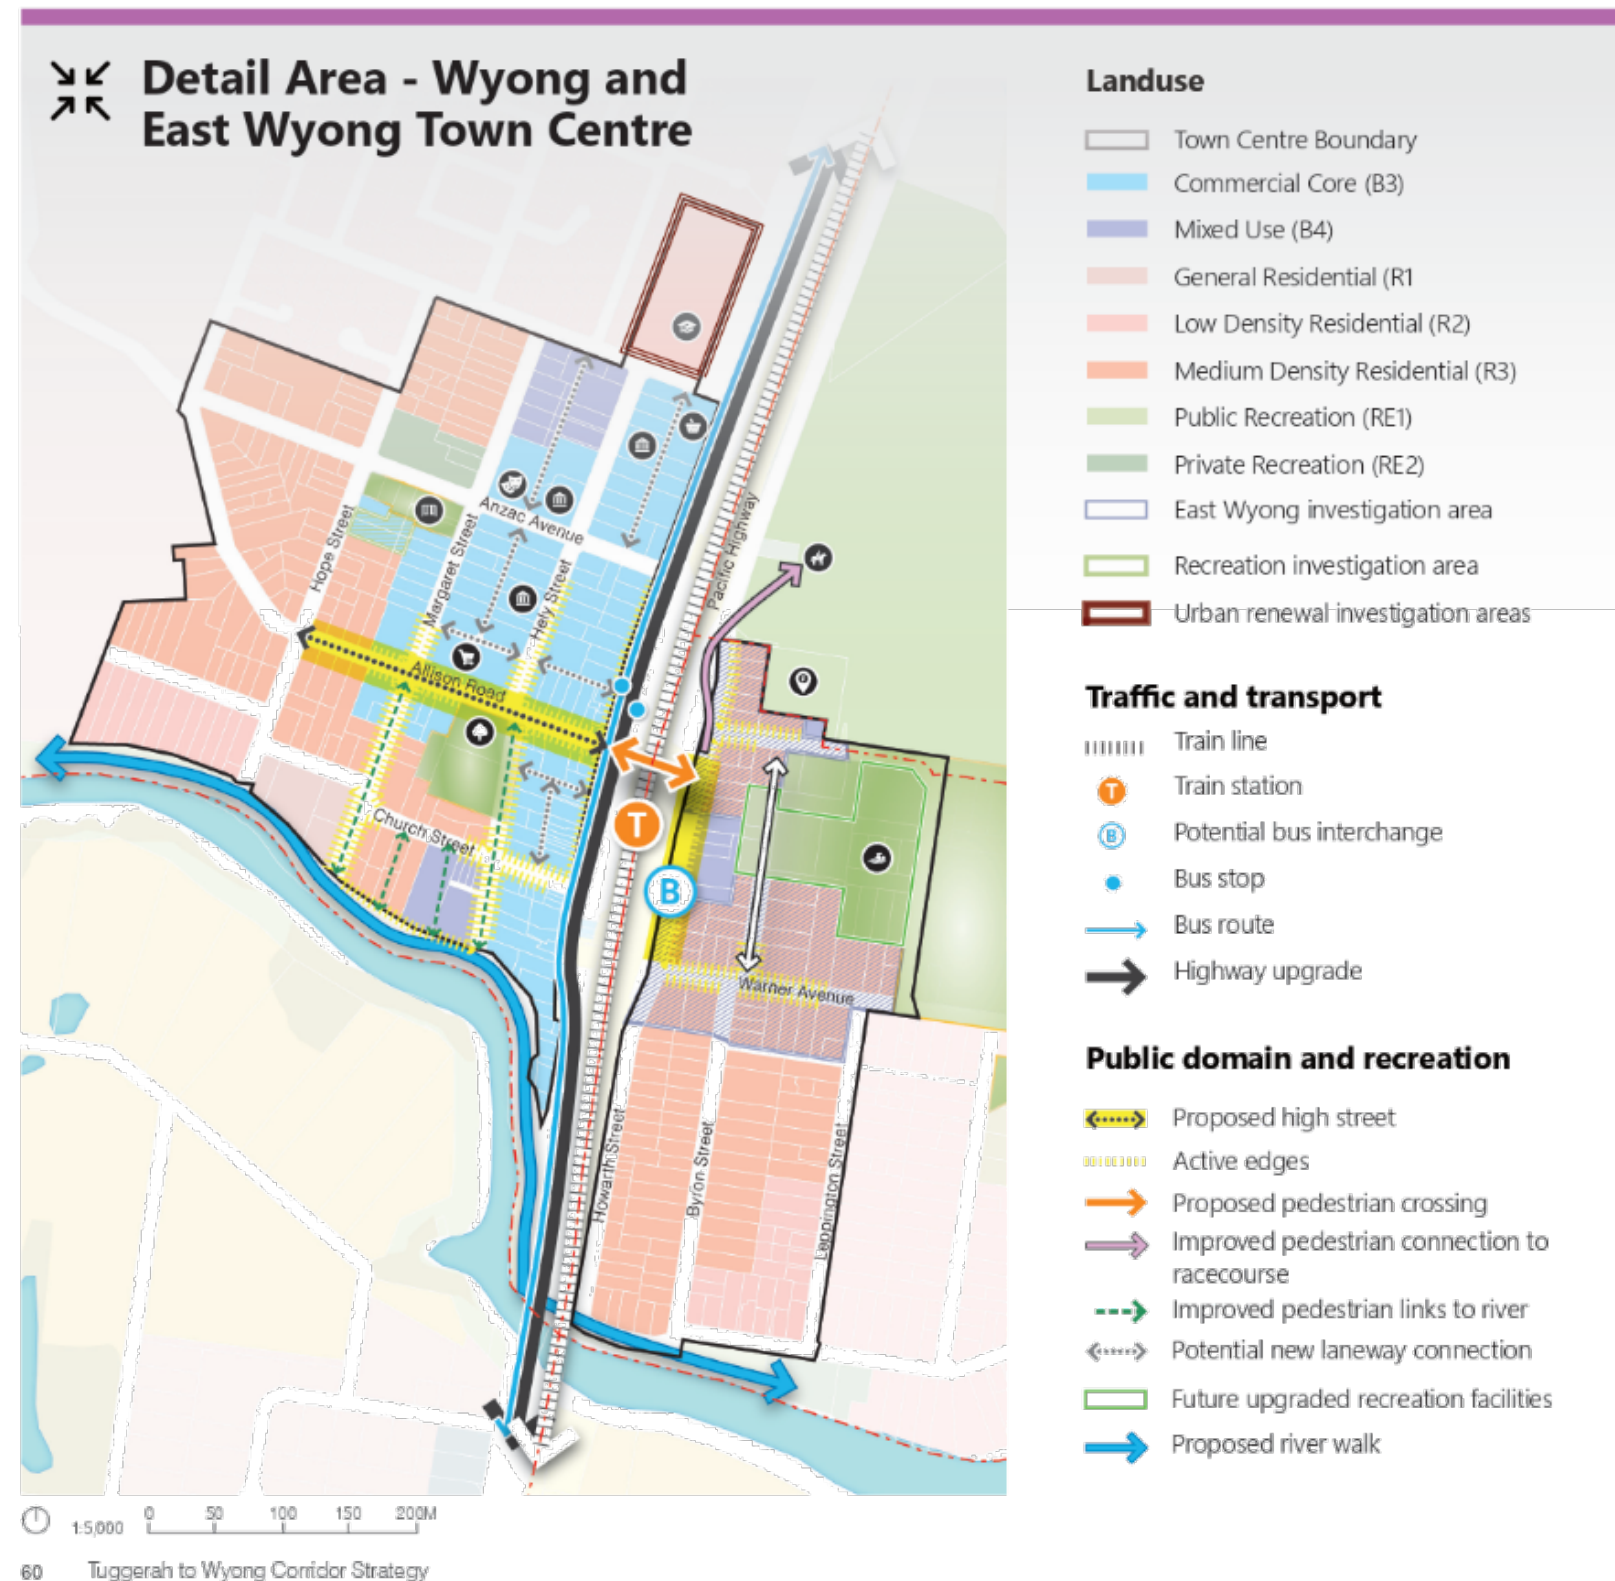 Detail Area - Wyong and
East Wyong Town Centre
Hope Street
Margaret Street
Anzac Avenue
Hely Street
Pacific Highway
Allison Road
Church Street
T
B
Warner Avenue
Howarth Street
Byron Street
Leppington Street
Landuse
Town Centre Boundary
Commercial Core (B3)
Mixed Use (B4)
General Residential (R1
Low Density Residential (R2)
Medium Density Residential (R3)
Public Recreation (RE1)
Private Recreation (RE2)
East Wyong investigation area
Recreation investigation area
Urban renewal investigation areas
Traffic and transport
Train line
T Train station
B Potential bus interchange
Bus stop
Bus route
Highway upgrade
Public domain and recreation
Proposed high street
Active edges
Proposed pedestrian crossing
Improved pedestrian connection to
racecourse
Improved pedestrian links to river
Potential new laneway connection
Future upgraded recreation facilities
Proposed river walk
1:5,000 0 50 100 150 200M
60 Tuggerah to Wyong Corridor Strategy